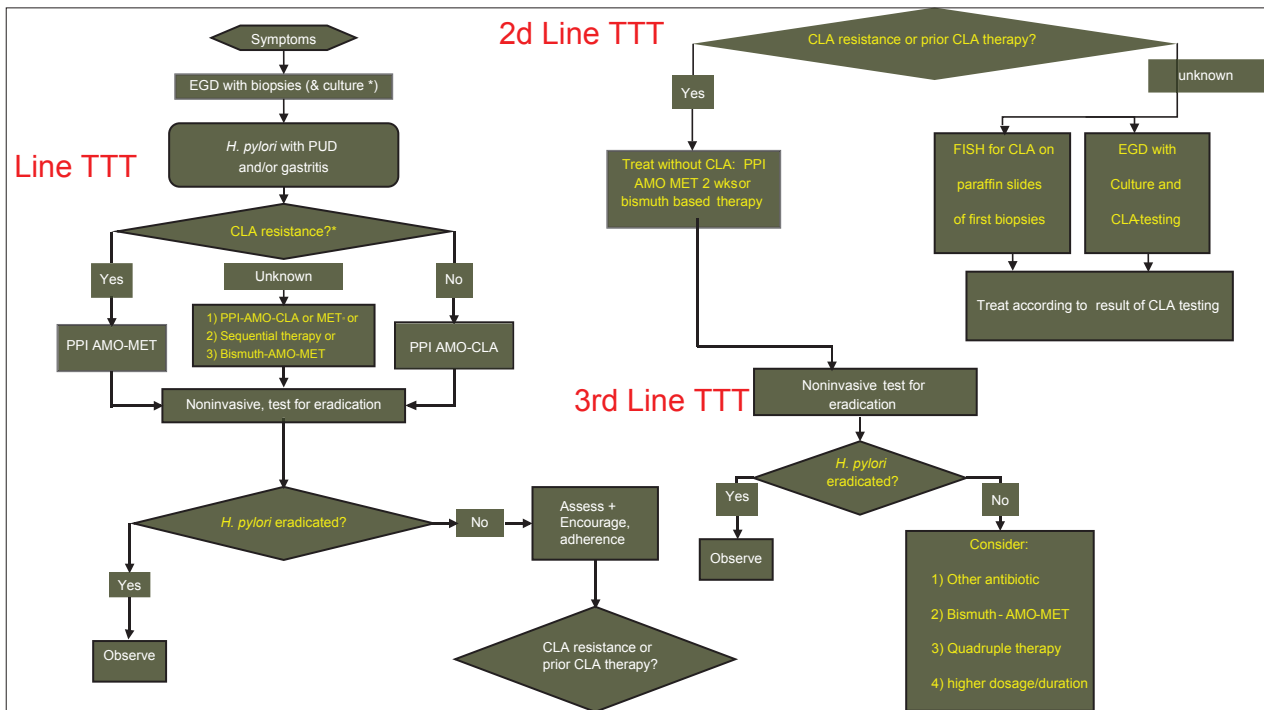 Symptoms
EGD with biopsies (& culture *)
H. pylori with PUD
and/or gastritis
Line TTT
CLA resistance?*
Yes
Unknown
No
PPI AMO-MET
1) PPI-AMO-CLA or MET- or
2) Sequential therapy or
3) Bismuth-AMO-MET
PPI AMO-CLA
Noninvasive, test for eradication
H. pylori eradicated?
No
Assess +
Encourage,
adherence
Yes
Observe
CLA resistance or
prior CLA therapy?
2d Line TTT
CLA resistance or prior CLA therapy?
Yes
unknown
Treat without CLA: PPI
AMO MET 2 wksor
bismuth based therapy
FISH for CLA on
paraffin slides
of first biopsies
EGD with
Culture and
CLA-testing
Treat according to result of CLA testing
3rd Line TTT
Noninvasive test for
eradication
H. pylori
eradicated?
Yes
No
Observe
Consider:
1) Other antibiotic
2) Bismuth - AMO-MET
3) Quadruple therapy
4) higher dosage/duration